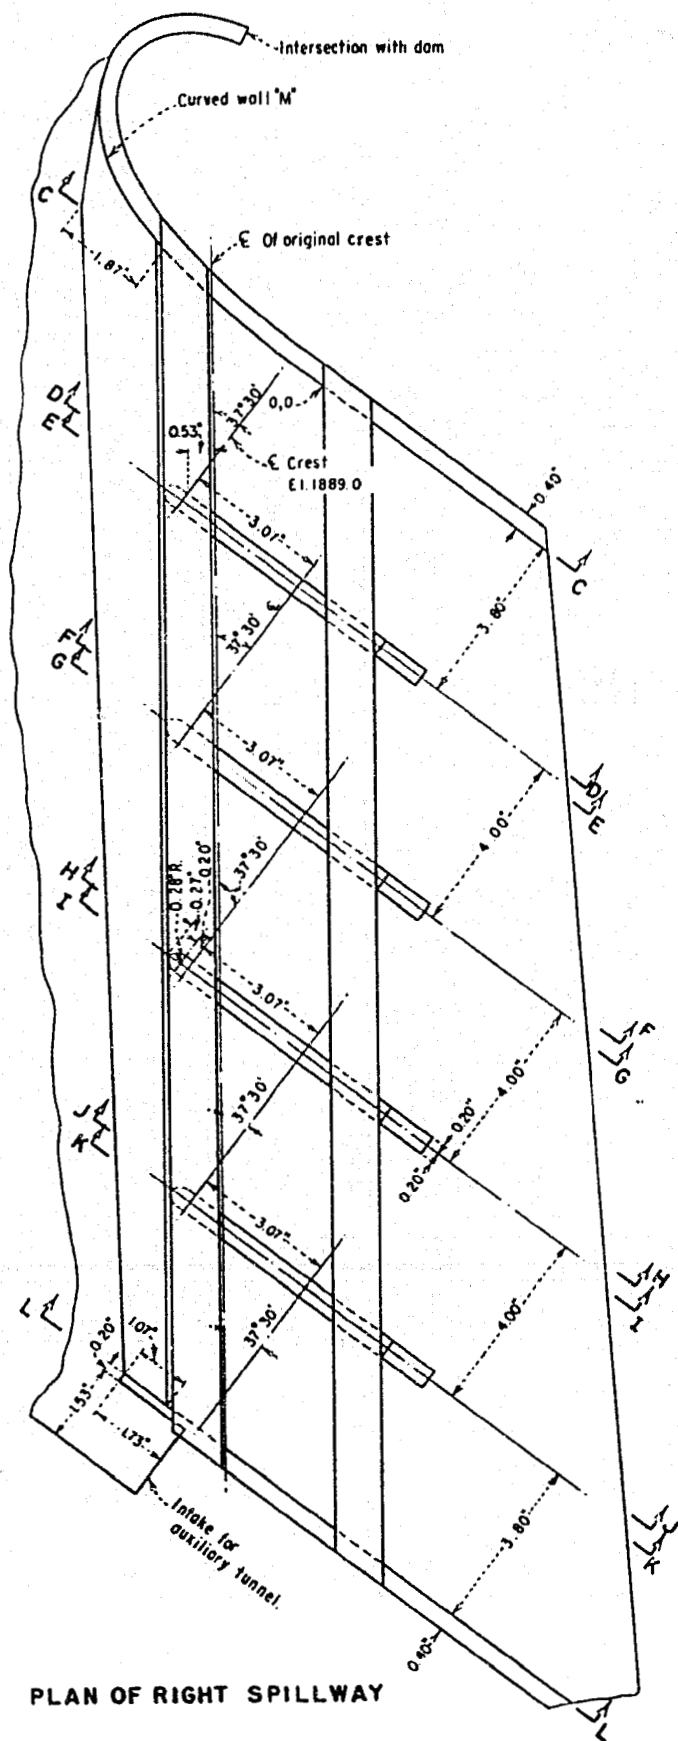 Intersection with dam
Curved wall "M"
C
1.87"
₵ Of original crest
D
E
0,0
37°30'
0.53"
₵ Crest
El.1889.0
0.40"
3.07"
C
3.80"
F
G
37°30'
₵
D
E
3.07"
4.00"
H
I
0.28"R.
0.27"
0.20"
37°30'
F
G
3.07"
4.00"
J
K
37°30'
0.20"
0.20"
H
I
3.07"
4.00"
L
0.20"
1.07"
37°30'
1.53"
1.73"
J
K
Intake for
auxiliary tunnel.
3.80"
0.40"
L
PLAN OF RIGHT SPILLWAY